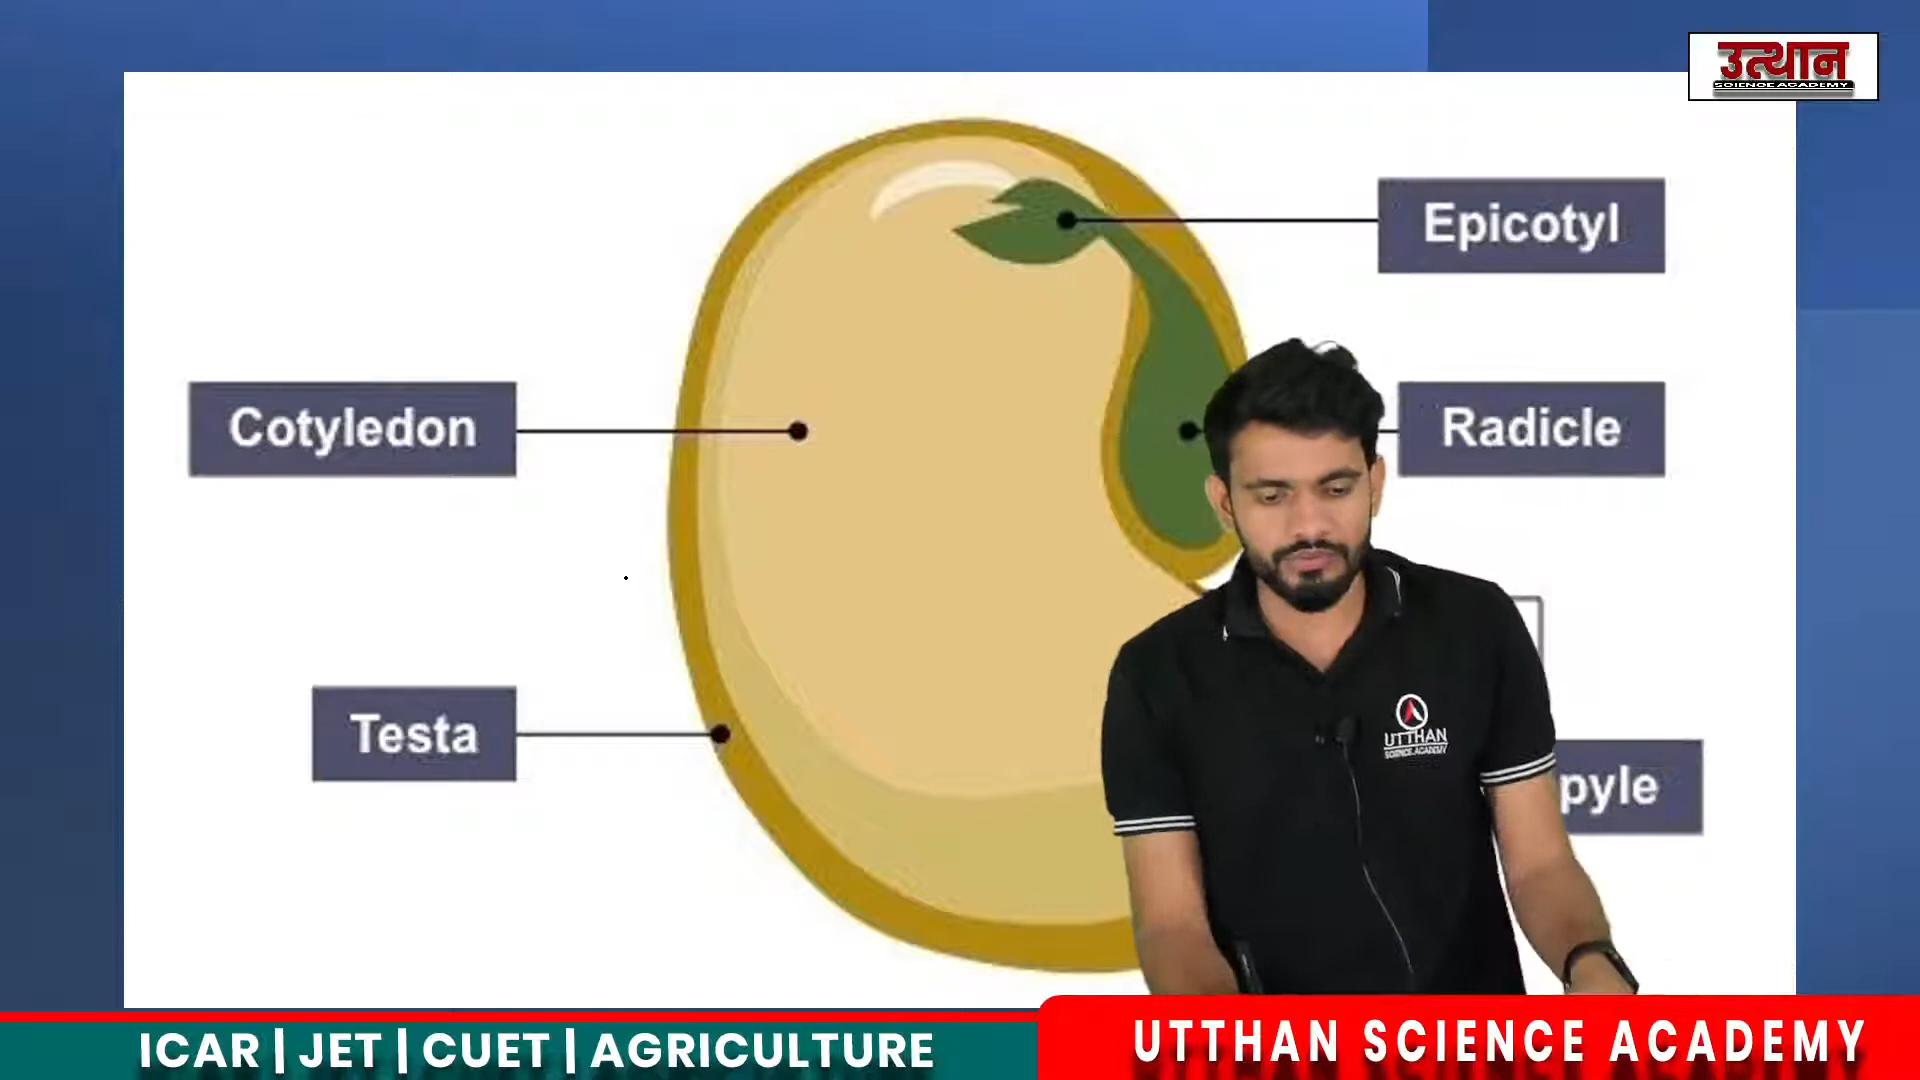 उत्थान
SCIENCE ACADEMY
Epicotyl
Cotyledon
Radicle
Testa
pyle
UTTHAN
SCIENCE ACADEMY
ICAR | JET | CUET | AGRICULTURE
UTTHAN SCIENCE ACADEMY